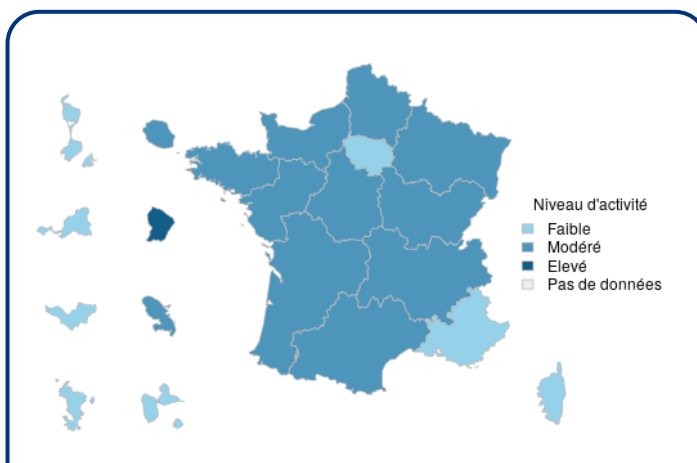 Niveau d'activité
Faible
Modéré
Elevé
Pas de données